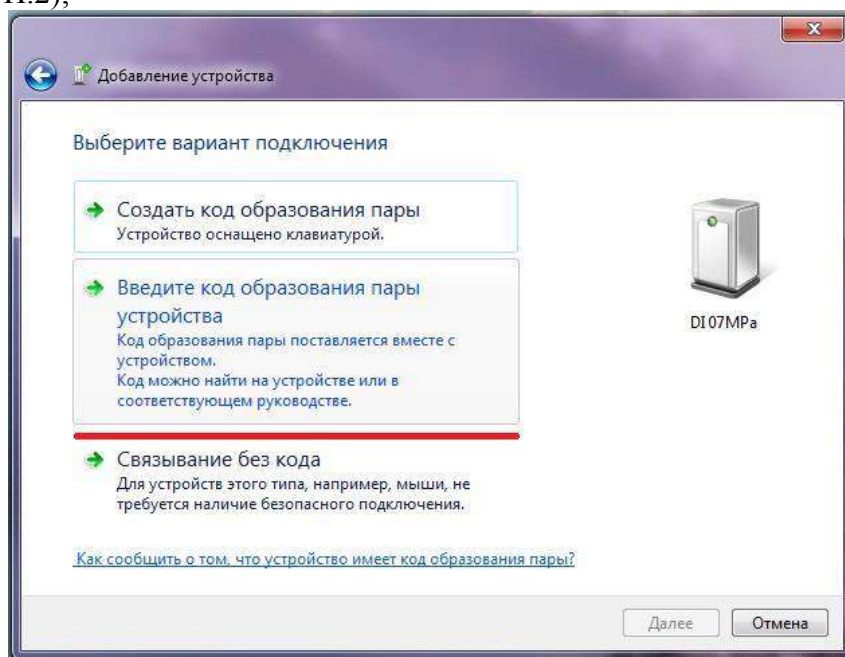 П.2),
Добавление устройства
Выберите вариант подключения
Создать код образования пары
Устройство оснащено клавиатурой.
Введите код образования пары
устройства
Код образования пары поставляется вместе с
устройством.
Код можно найти на устройстве или в
соответствующем руководстве.
DI07MPa
Связывание без кода
Для устройств этого типа, например, мыши, не
требуется наличие безопасного подключения.
Как сообщить о том, что устройство имеет код образования пары?
Далее
Отмена